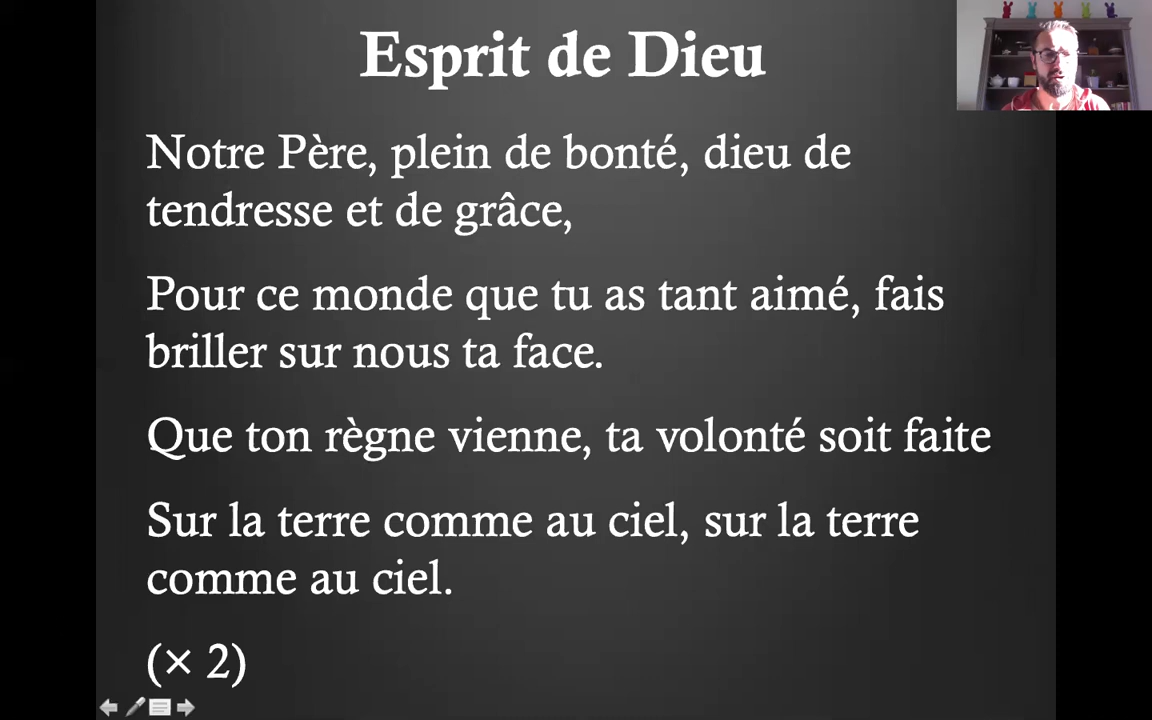 Esprit de Dieu
Notre Père, plein de bonté, dieu de
tendresse et de grâce,
Pour ce monde que tu as tant aimé, fais
briller sur nous ta face.
Que ton règne vienne, ta volonté soit faite
Sur la terre comme au ciel, sur la terre
comme au ciel.
(× 2)